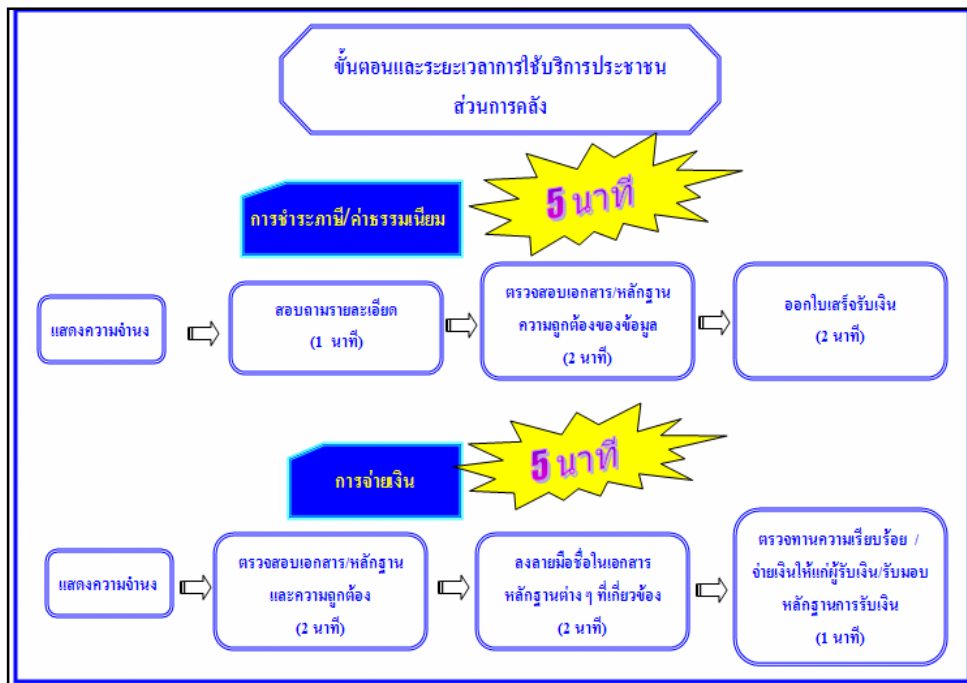 ขั้นตอนและระยะเวลาการใช้บริการประชาชน
ส่วนการคลัง
5 นาที
การชำระภาษี/ค่าธรรมเนียม
แสดงความจำนง
สอบถามรายละเอียด
(1 นาที)
ตรวจสอบเอกสาร/หลักฐาน
ความถูกต้องของข้อมูล
(2 นาที)
ออกใบเสร็จรับเงิน
(2 นาที)
5 นาที
การจ่ายเงิน
แสดงความจำนง
ตรวจสอบเอกสาร/หลักฐาน
และความถูกต้อง
(2 นาที)
ลงลายมือชื่อในเอกสาร
หลักฐานต่าง ๆ ที่เกี่ยวข้อง
(2 นาที)
ตรวจทานความเรียบร้อย /
จ่ายเงินให้แก่ผู้รับเงิน/รับมอบ
หลักฐานการรับเงิน
(1 นาที)